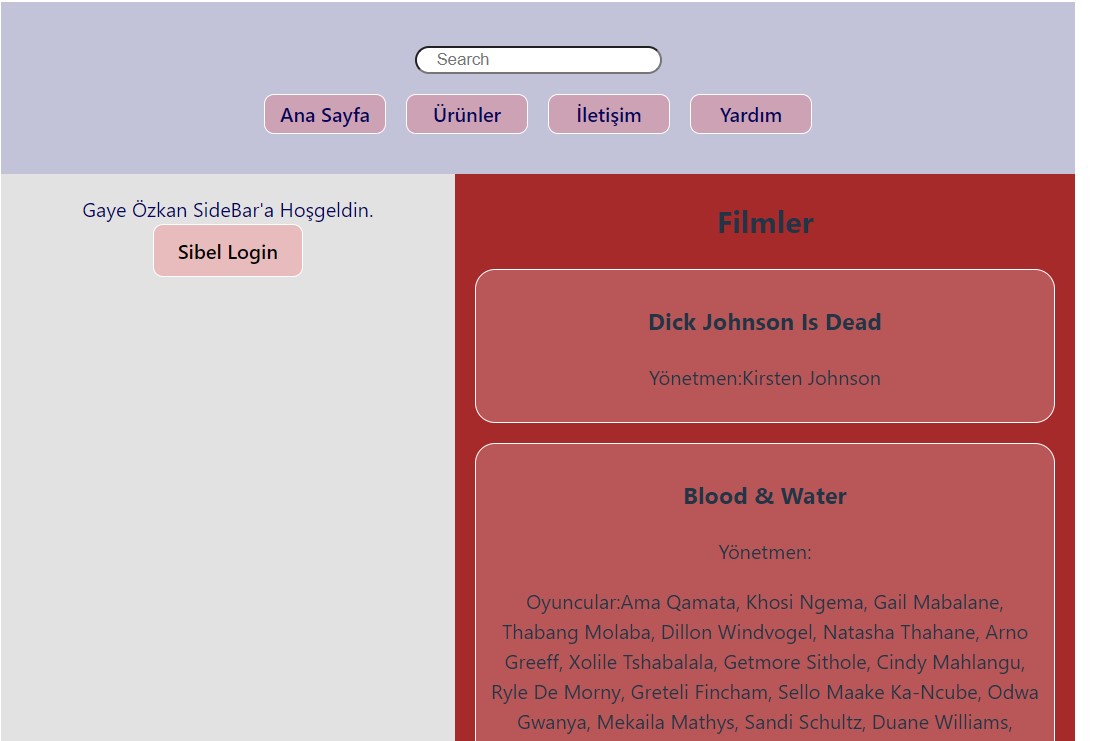 Search
Ana Sayfa
Ürünler
İletişim
Yardım
Gaye Özkan SideBar'a Hoşgeldin.
Sibel Login
Filmler
Dick Johnson Is Dead
Yönetmen:Kirsten Johnson
Blood & Water
Yönetmen:
Oyuncular:Ama Qamata, Khosi Ngema, Gail Mabalane,
Thabang Molaba, Dillon Windvogel, Natasha Thahane, Arno
Greeff, Xolile Tshabalala, Getmore Sithole, Cindy Mahlangu,
Ryle De Morny, Greteli Fincham, Sello Maake Ka-Ncube, Odwa
Gwanya, Mekaila Mathys, Sandi Schultz, Duane Williams,